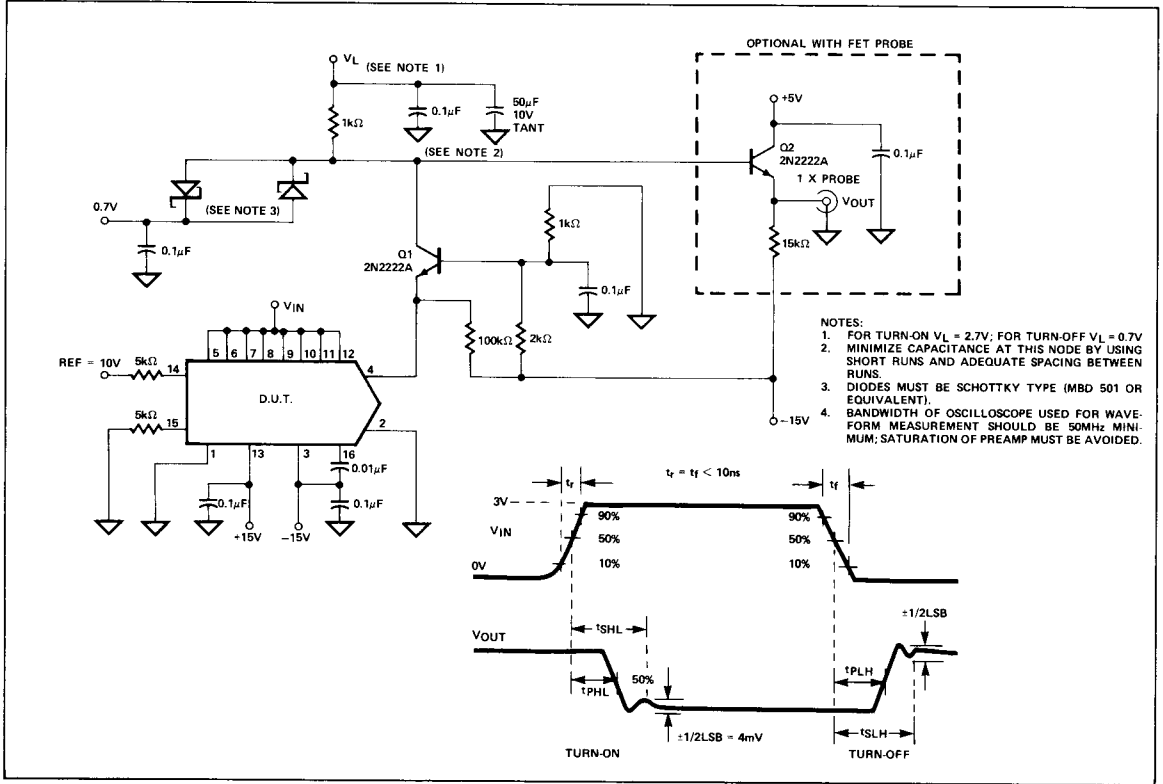 OPTIONAL WITH FET PROBE
VL (SEE NOTE 1)
1kΩ
0.1μF
50μF
10V
TANT
(SEE NOTE 2)
+5V
Q2
2N2222A
0.1μF
1 X PROBE
VOUT
15kΩ
0.7V
(SEE NOTE 3)
0.1μF
Q1
2N2222A
1kΩ
0.1μF
100kΩ
2kΩ
-15V
VIN
5 6 7 8 9 10 11 12
REF = 10V
5kΩ
14
4
D.U.T.
5kΩ
15
2
1 13 3 16
0.01μF
0.1μF
0.1μF
+15V
-15V
NOTES:
1. FOR TURN-ON VL = 2.7V; FOR TURN-OFF VL = 0.7V
2. MINIMIZE CAPACITANCE AT THIS NODE BY USING
SHORT RUNS AND ADEQUATE SPACING BETWEEN
RUNS.
3. DIODES MUST BE SCHOTTKY TYPE (MBD 501 OR
EQUIVALENT).
4. BANDWIDTH OF OSCILLOSCOPE USED FOR WAVE-
FORM MEASUREMENT SHOULD BE 50MHz MINI-
MUM; SATURATION OF PREAMP MUST BE AVOIDED.
tr
tr = tf < 10ns
tf
3V
90%
90%
VIN
50%
50%
10%
10%
0V
±1/2LSB
tSHL
VOUT
tPHL
50%
tPLH
±1/2LSB = 4mV
tSLH
TURN-ON
TURN-OFF